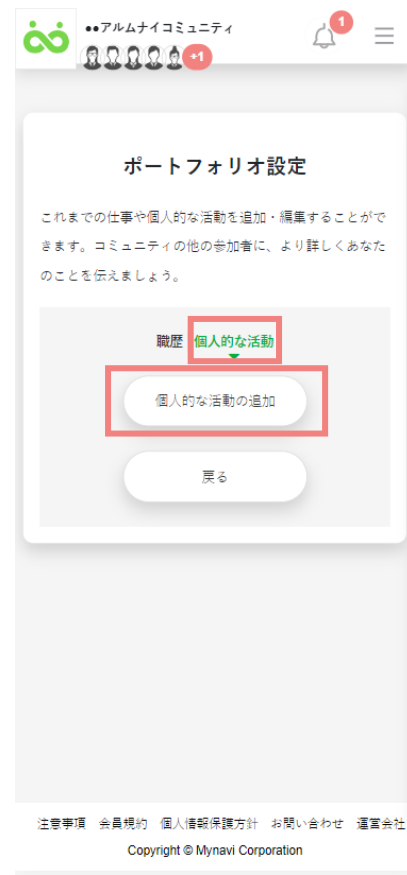 ●●アルムナイコミュニティ
+1
1
ポートフォリオ設定
これまでの仕事や個人的な活動を追加・編集することがで
きます。コミュニティの他の参加者に、より詳しくあなた
のことを伝えましょう。
職歴 個人的な活動
個人的な活動の追加
戻る
注意事項 会員規約 個人情報保護方針 お問い合わせ 運営会社
Copyright © Mynavi Corporation